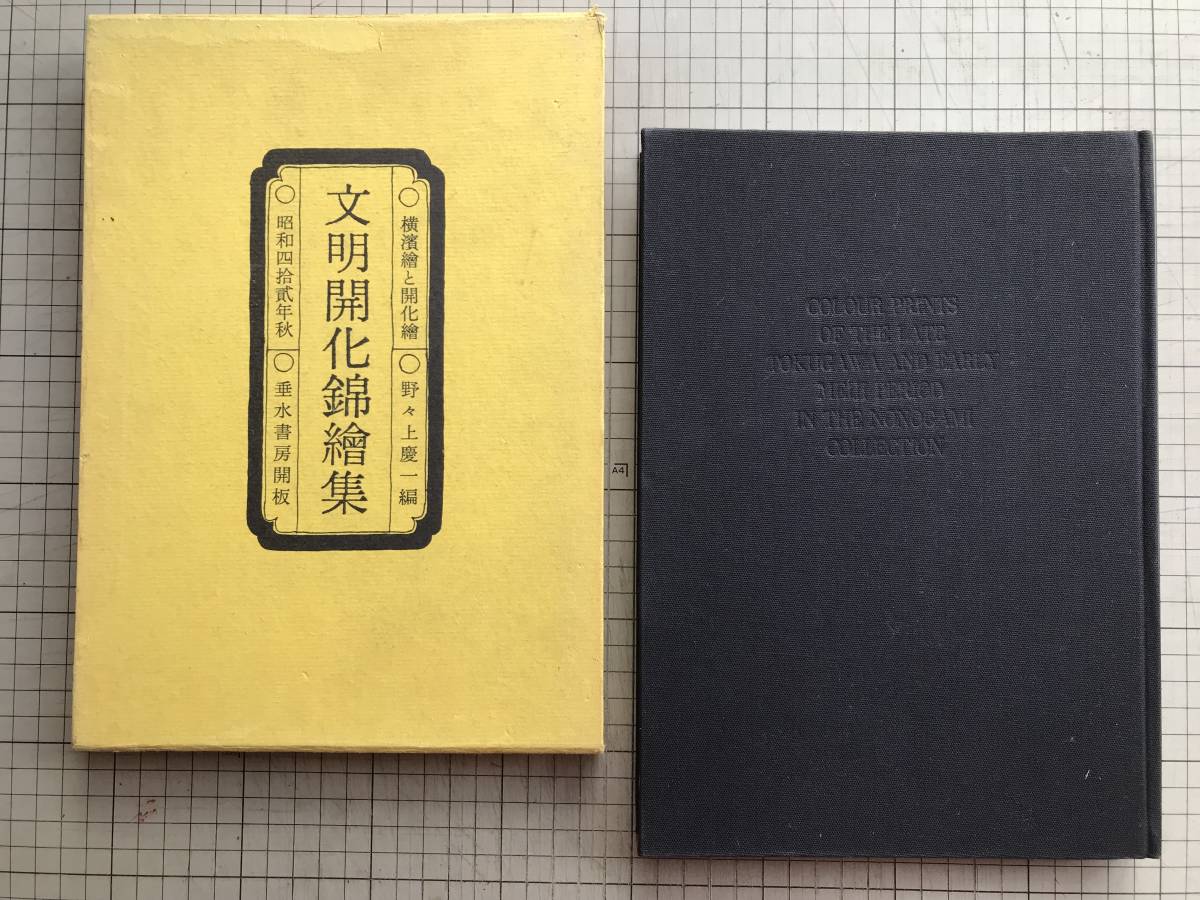 ○横濱繪と開化繪
○野々上慶一編
文明開化錦繪集
○昭和四拾貳年秋
○垂水書房開板
A4
COLOUR PRINTS
OF THE LATE
TOKUGAWA AND EARLY
MEIJI PERIOD
IN THE NONOGAMI
COLLECTION